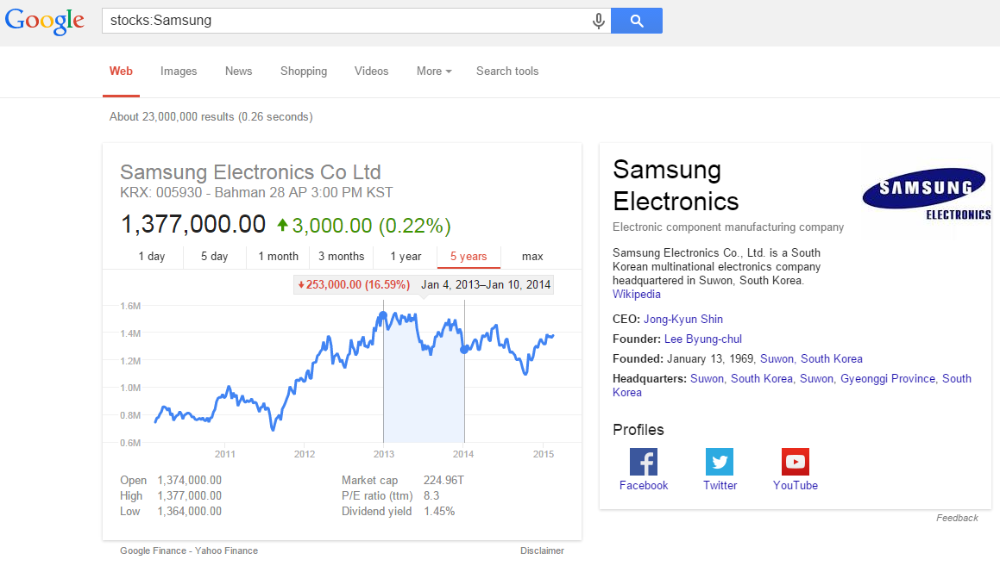 Google
stocks:Samsung
Web Images News Shopping Videos More Search tools
About 23,000,000 results (0.26 seconds)
Samsung Electronics Co Ltd
KRX: 005930 - Bahman 28 AP 3:00 PM KST
1,377,000.00 3,000.00 (0.22%)
1 day 5 day 1 month 3 months 1 year 5 years max
253,000.00 (16.59%) Jan 4, 2013–Jan 10, 2014
1.6M
1.4M
1.2M
1.0M
0.8M
0.6M
2011 2012 2013 2014 2015
Open 1,374,000.00 Market cap 224.96T
High 1,377,000.00 P/E ratio (ttm) 8.3
Low 1,364,000.00 Dividend yield 1.45%
Google Finance - Yahoo Finance Disclaimer
Samsung
Electronics
Electronic component manufacturing company
SAMSUNG
ELECTRONICS
Samsung Electronics Co., Ltd. is a South
Korean multinational electronics company
headquartered in Suwon, South Korea.
Wikipedia
CEO: Jong-Kyun Shin
Founder: Lee Byung-chul
Founded: January 13, 1969, Suwon, South Korea
Headquarters: Suwon, South Korea, Suwon, Gyeonggi Province, South
Korea
Profiles
Facebook Twitter YouTube
Feedback